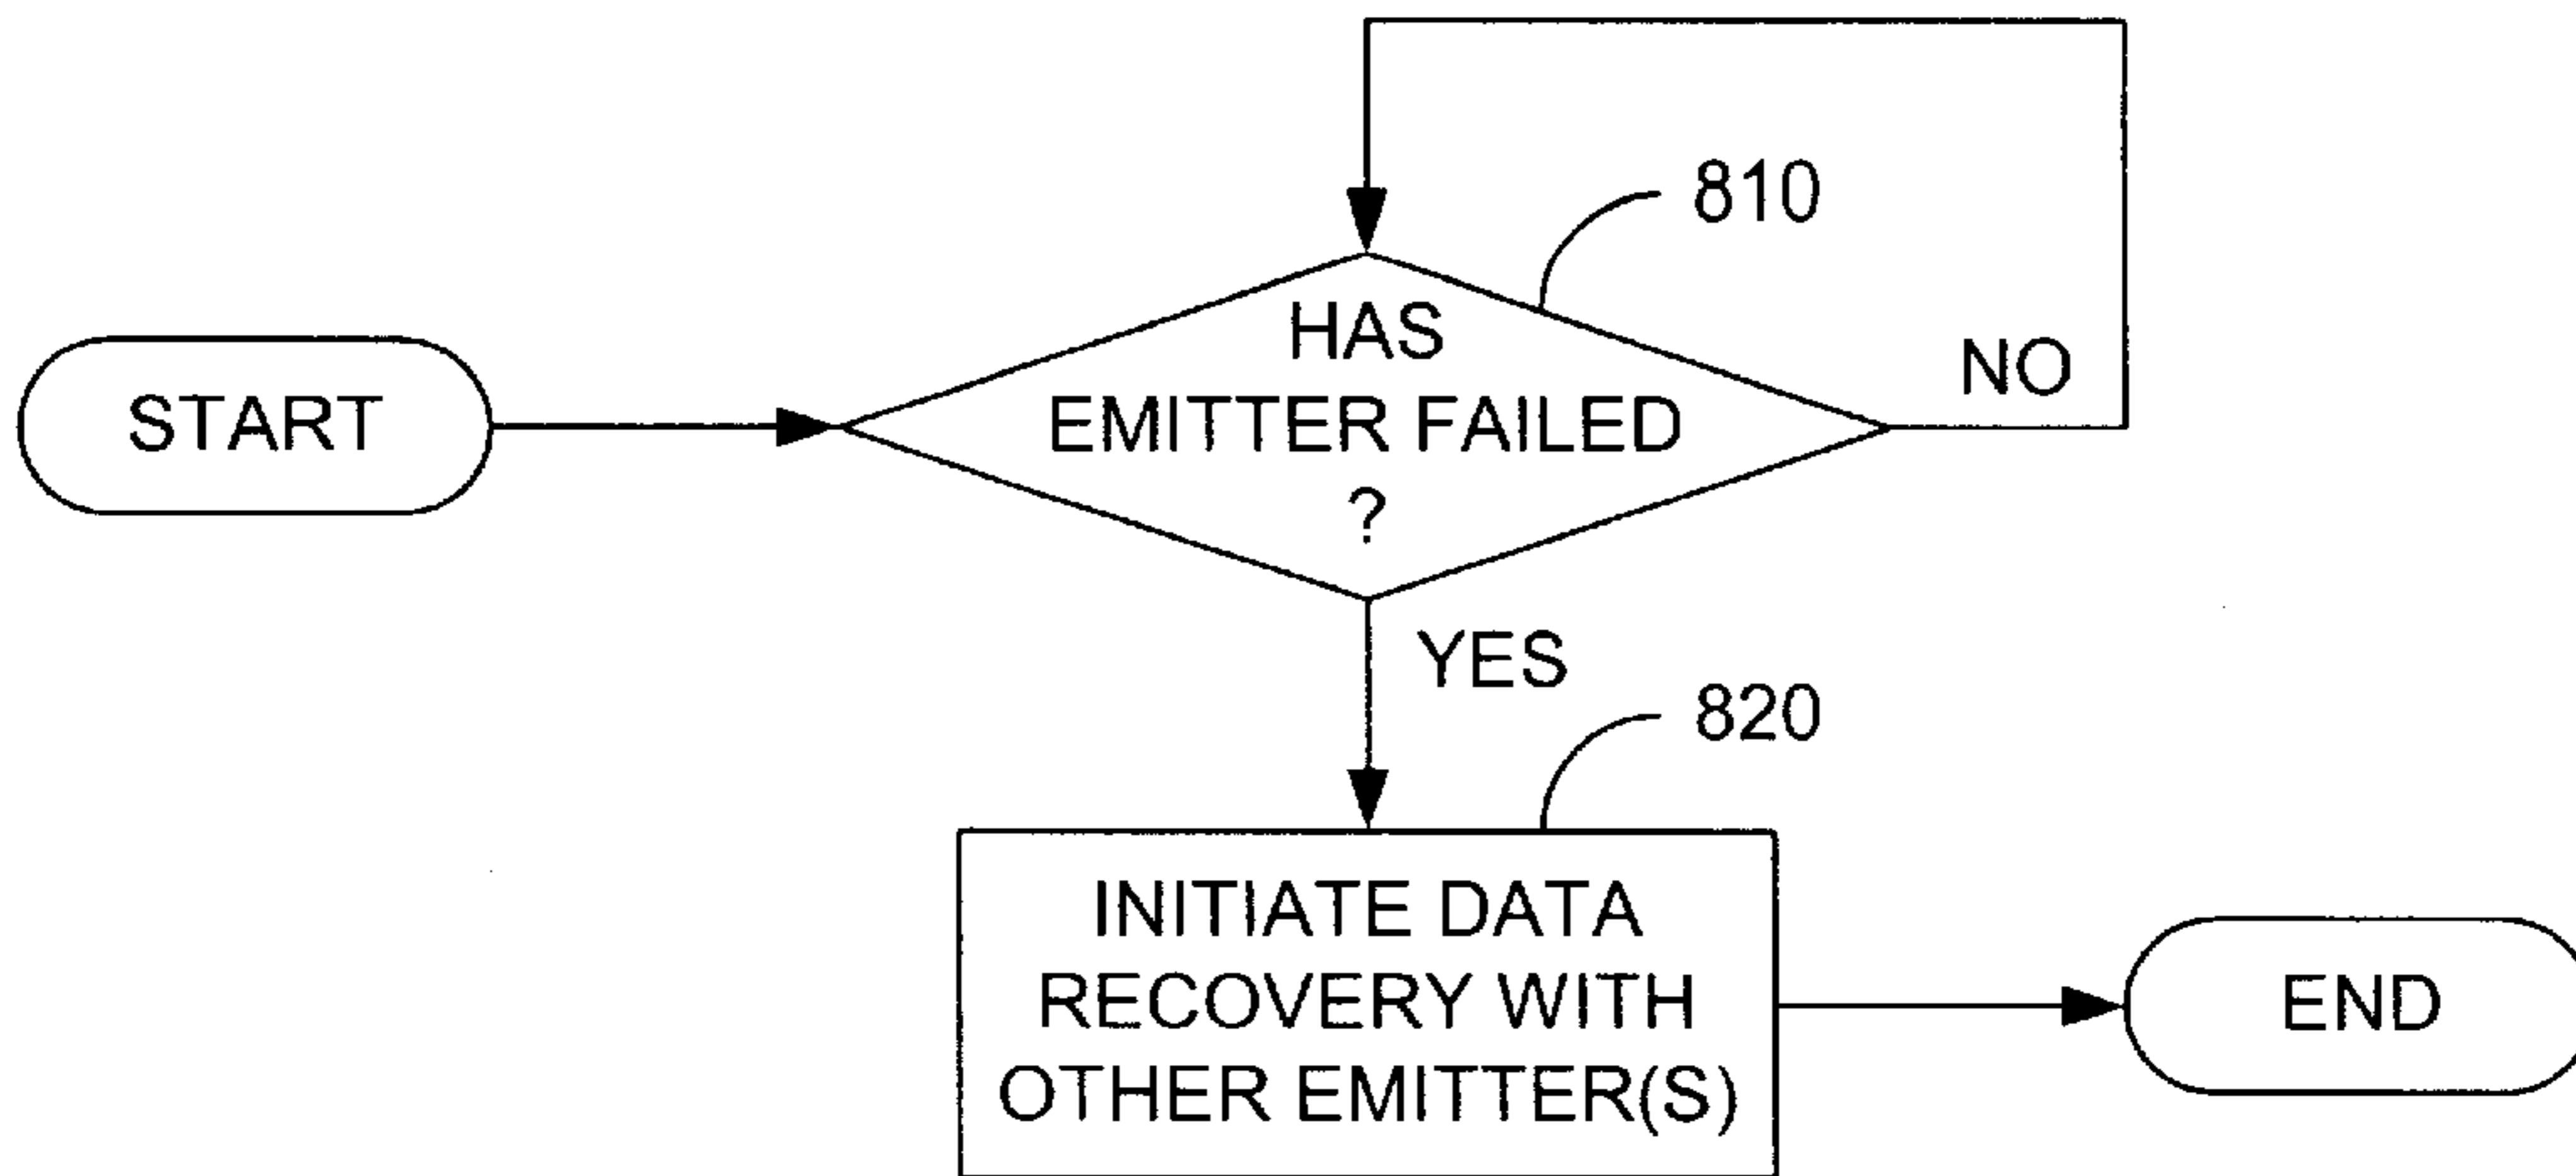 810
HAS
START
EMITTER FAILED
NO
?
YES
820
INITIATE DATA
RECOVERY WITH
OTHER EMITTER(S)
END